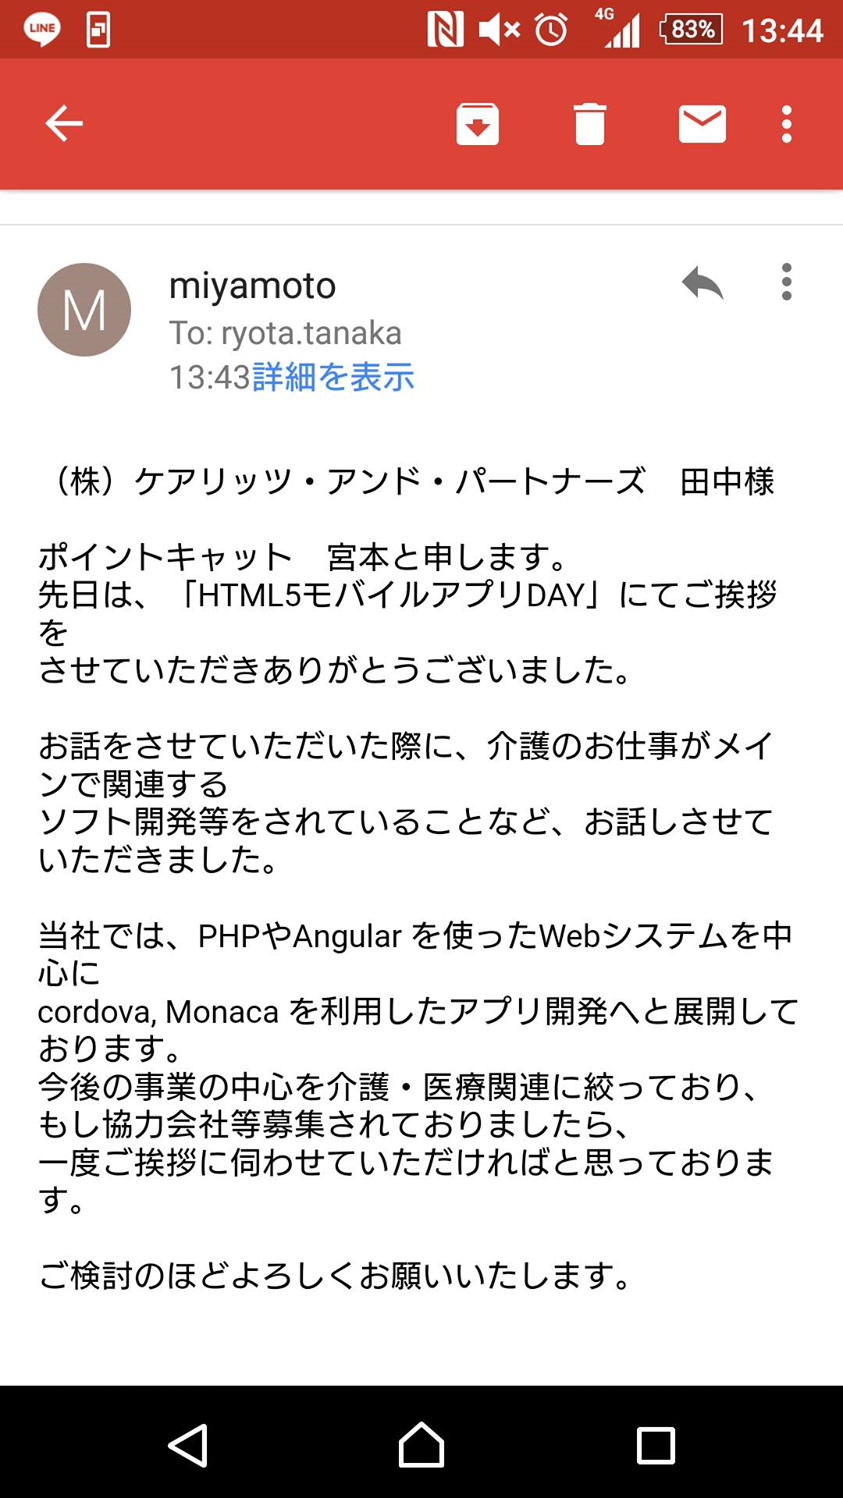 LINE
4G
83%
13:44
M
miyamoto
To: ryota.tanaka
13:43詳細を表示
（株）ケアリッツ・アンド・パートナーズ　田中様
ポイントキャット　宮本と申します。
先日は、「HTML5モバイルアプリDAY」にてご挨拶
を
させていただきありがとうございました。
お話をさせていただいた際に、介護のお仕事がメイ
ンで関連する
ソフト開発等をされていることなど、お話しさせて
いただきました。
当社では、PHPやAngular を使ったWebシステムを中
心に
cordova, Monaca を利用したアプリ開発へと展開して
おります。
今後の事業の中心を介護・医療関連に絞っており、
もし協力会社等募集されておりましたら、
一度ご挨拶に伺わせていただければと思っておりま
す。
ご検討のほどよろしくお願いいたします。